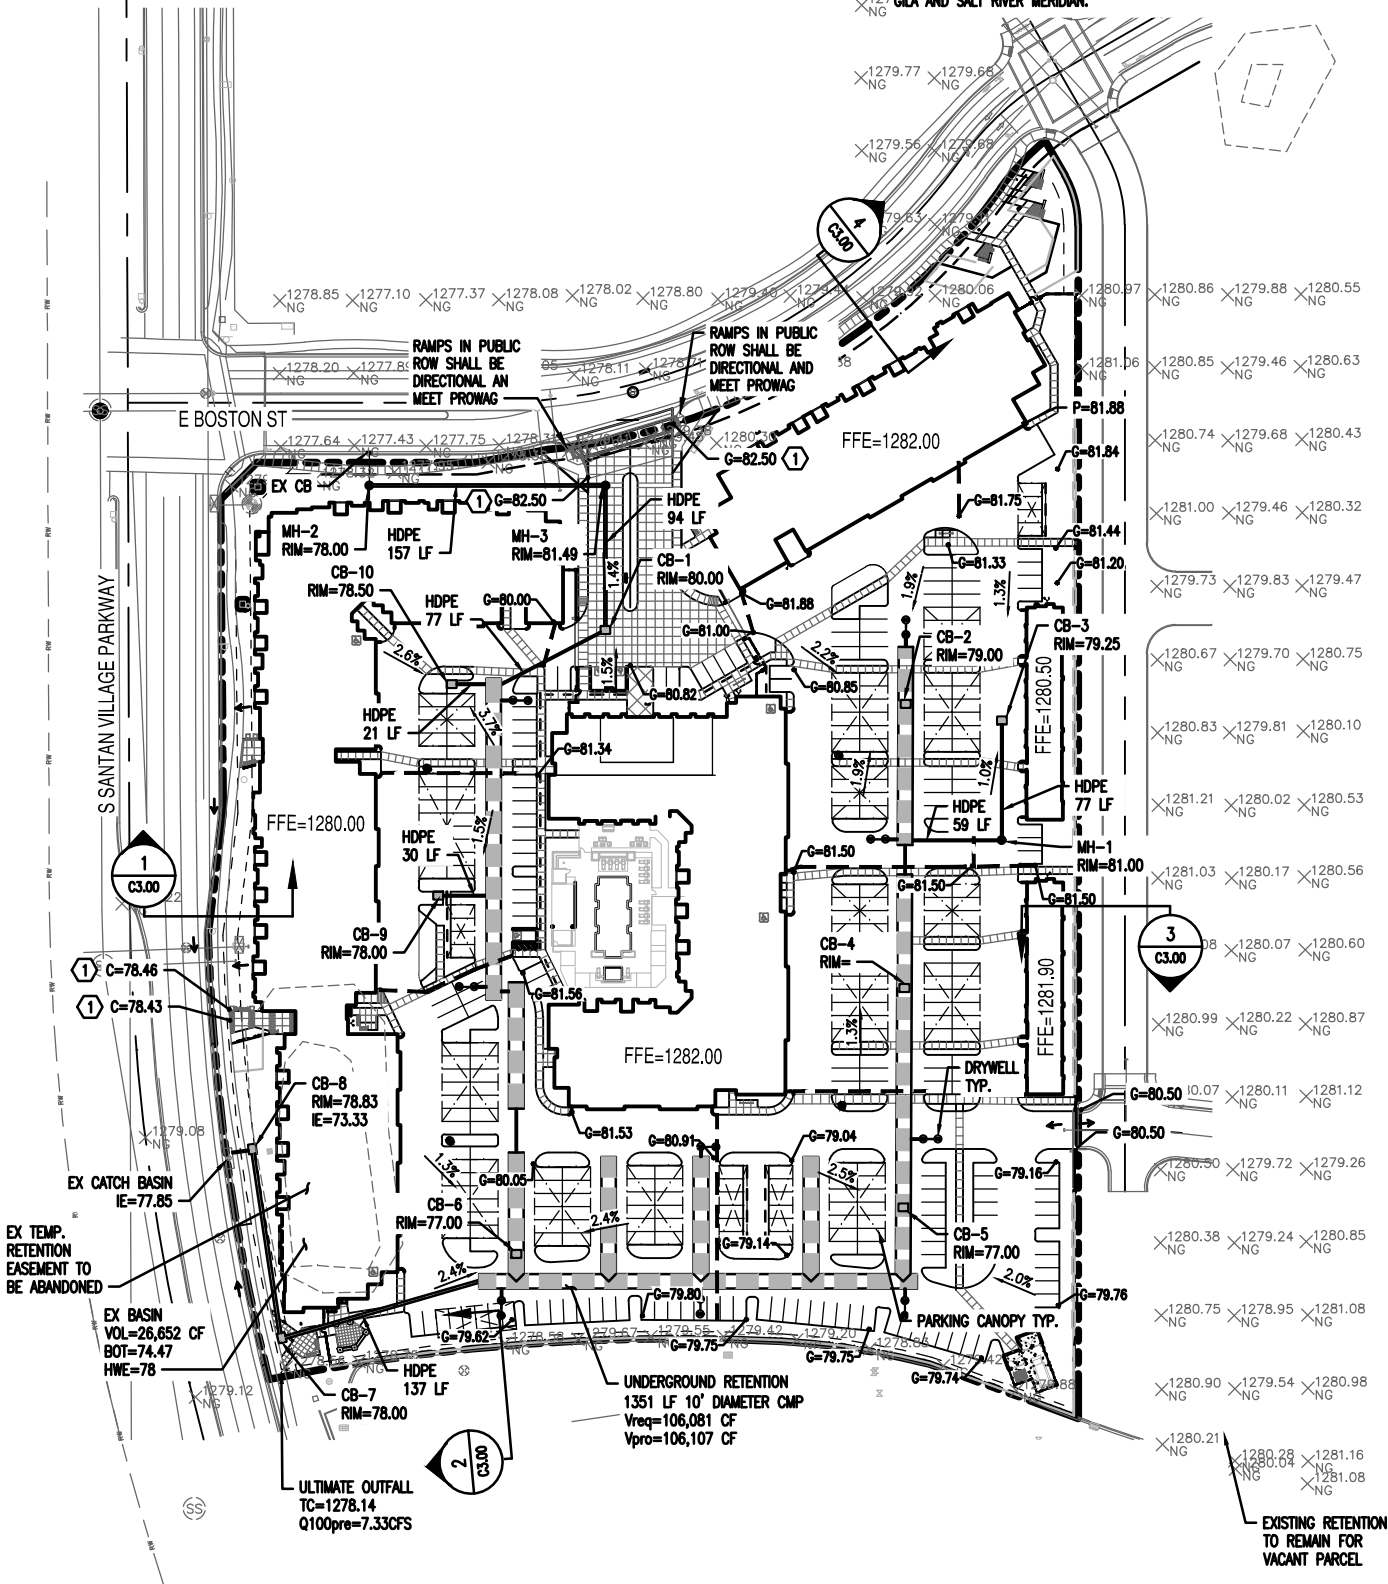 GILA AND SALT RIVER MERIDIAN.
NG
1279.77 1279.68
NG NG
1279.56 1279.68
NG NG
4
C3.00
1278.85 1277.10 1277.37 1278.08 1278.02 1278.80 1279.40
NG NG NG NG NG NG NG
1280.06
NG
1280.97 1280.86 1279.88 1280.55
NG NG NG NG
RAMPS IN PUBLIC
ROW SHALL BE
DIRECTIONAL AN
MEET PROWAG
RAMPS IN PUBLIC
ROW SHALL BE
DIRECTIONAL AND
MEET PROWAG
1278.20 1278.11
NG NG
1281.06 1280.85 1279.46 1280.63
NG NG NG NG
E BOSTON ST
FFE=1282.00
P=81.88
1277.64 1277.43 1277.75
NG NG NG
1280.74 1279.68 1280.43
NG NG NG
G=82.50 1
G=81.84
EX CB
1 G=82.50
HDPE
94 LF
G=81.75
MH-2
RIM=78.00
HDPE
157 LF
MH-3
RIM=81.49
G=81.44
1281.00 1279.46 1280.32
NG NG NG
CB-10
RIM=78.50
CB-1
RIM=80.00
1.4%
G=81.33
G=81.20
1.9%
1.3%
1279.73 1279.83 1279.47
NG NG NG
S SANTAN VILLAGE PARKWAY
HDPE
77 LF
G=80.00
G=81.88
G=81.00
CB-2
RIM=79.00
CB-3
RIM=79.25
2.6%
2.2%
1.5%
G=80.82
G=80.85
FFE=1280.50
1280.67 1279.70 1280.75
NG NG NG
HDPE
21 LF
3.7%
G=81.34
1280.83 1279.81 1280.10
NG NG NG
1.9%
1.0%
HDPE
77 LF
1281.21 1280.02 1280.53
NG NG NG
FFE=1280.00
HDPE
30 LF
1.5%
HDPE
59 LF
MH-1
RIM=81.00
G=81.50
G=81.50
G=81.50
1
C3.00
1281.03 1280.17 1280.56
NG NG NG
CB-9
RIM=78.00
CB-4
RIM=
3
C3.00
1280.07 1280.60
NG NG
1 C=78.46
1 C=78.43
G=81.56
FFE=1281.90
1280.99 1280.22 1280.87
NG NG NG
1.3%
FFE=1282.00
DRYWELL
TYP.
CB-8
RIM=78.83
IE=73.33
G=80.50
1280.11 1281.12
NG NG
1279.08
NG
G=81.53
G=80.91
G=79.04
G=80.50
EX CATCH BASIN
IE=77.85
1.3%
G=80.05
2.5%
G=79.16
1280.50 1279.72 1279.26
NG NG NG
CB-6
RIM=77.00
2.4%
EX TEMP.
RETENTION
EASEMENT TO
BE ABANDONED
G=79.14
CB-5
RIM=77.00
1280.38 1279.24 1280.85
NG NG NG
2.4%
2.0%
G=79.80
G=79.76
EX BASIN
VOL=26,652 CF
BOT=74.47
HWE=78
G=79.62
PARKING CANOPY TYP.
1280.75 1278.95 1281.08
NG NG NG
1279.67 1279.55 1279.42 1279.20
G=79.75
G=79.75
G=79.74
HDPE
137 LF
CB-7
RIM=78.00
1279.12
NG
UNDERGROUND RETENTION
1351 LF 10' DIAMETER CMP
Vreq=106,081 CF
Vpro=106,107 CF
1280.90 1279.54 1280.98
NG NG NG
2
C3.00
1280.21
NG
1280.28 1281.16
NG NG
1280.04
NG
1281.08
NG
ULTIMATE OUTFALL
TC=1278.14
Q100pre=7.33CFS
SS
EXISTING RETENTION
TO REMAIN FOR
VACANT PARCEL